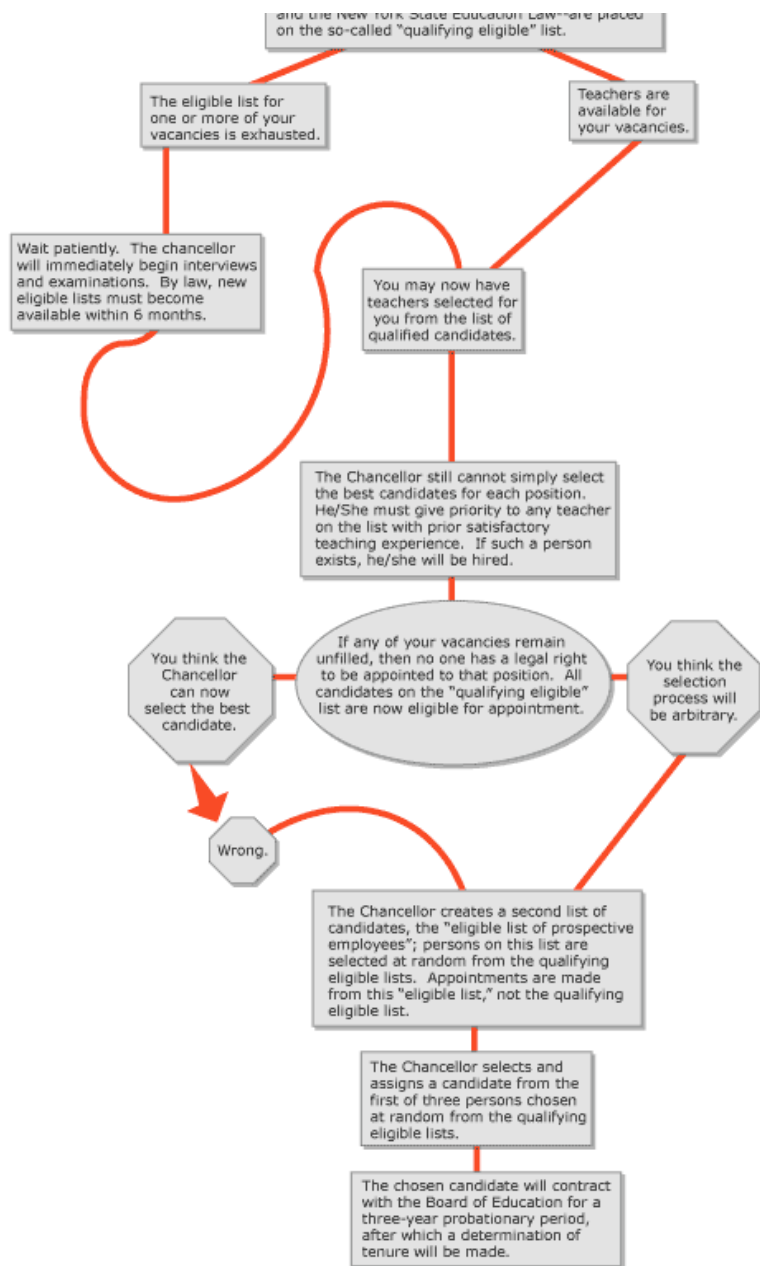 and the New York State Education Law--are placed
on the so-called “qualifying eligible” list.
The eligible list for
one or more of your
vacancies is exhausted.
Teachers are
available for
your vacancies.
Wait patiently. The chancellor
will immediately begin interviews
and examinations. By law, new
eligible lists must become
available within 6 months.
You may now have
teachers selected for
you from the list of
qualified candidates.
The Chancellor still cannot simply select
the best candidates for each position.
He/She must give priority to any teacher
on the list with prior satisfactory
teaching experience. If such a person
exists, he/she will be hired.
You think the
Chancellor
can now
select the best
candidate.
If any of your vacancies remain
unfilled, then no one has a legal right
to be appointed to that position. All
candidates on the “qualifying eligible”
list are now eligible for appointment.
You think the
selection
process will
be arbitrary.
Wrong.
The Chancellor creates a second list of
candidates, the “eligible list of prospective
employees”; persons on this list are
selected at random from the qualifying
eligible lists. Appointments are made
from this “eligible list,” not the qualifying
eligible list.
The Chancellor selects and
assigns a candidate from the
first of three persons chosen
at random from the qualifying
eligible lists.
The chosen candidate will contract
with the Board of Education for a
three-year probationary period,
after which a determination of
tenure will be made.